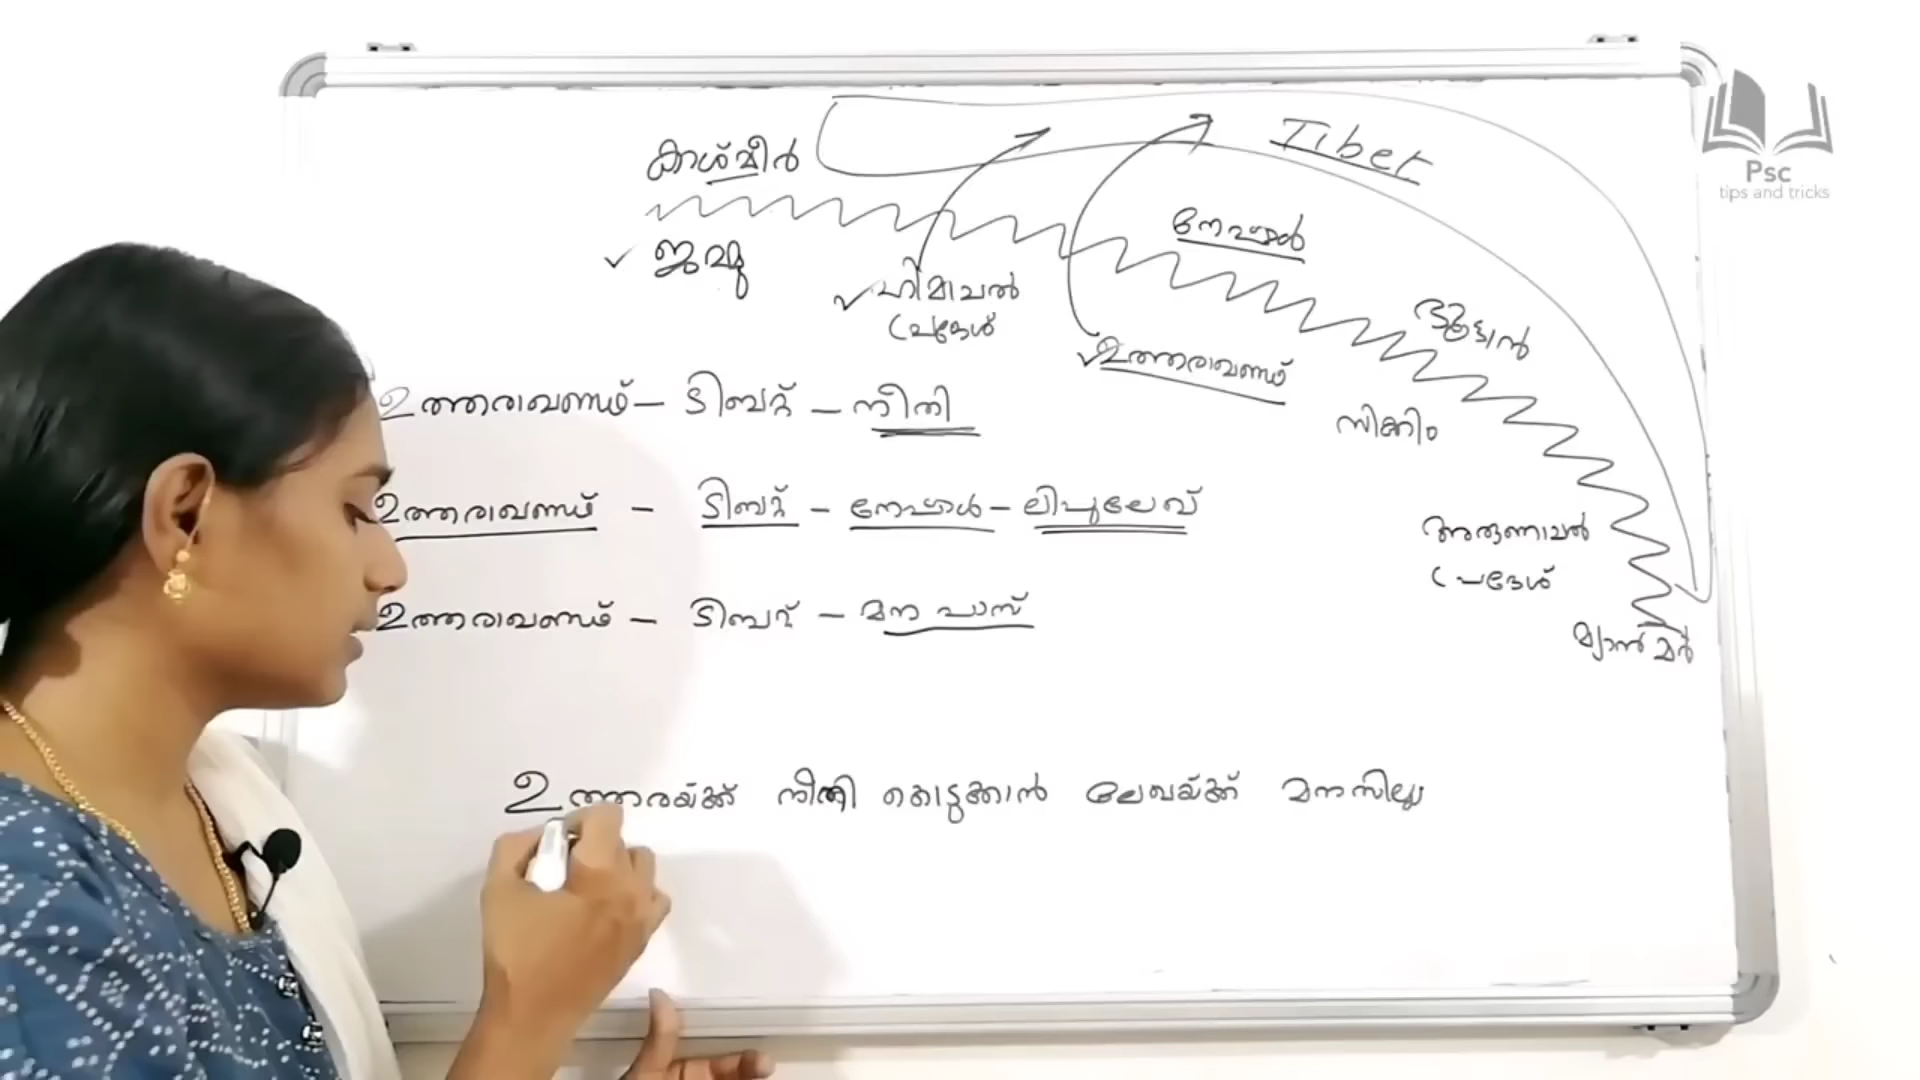 കാശ്മീർ
Tibet
Psc
tips and tricks
നേപ്പാൾ
ജമ്മു
ഹിമാചൽ
പ്രദേശ്
ഭൂട്ടാൻ
ഉത്തരാഖണ്ഡ്
ഉത്തരാഖണ്ഡ് – ടിബറ്റ് – നീതി
സിക്കിം
ഉത്തരാഖണ്ഡ് – ടിബറ്റ് – നേപ്പാൾ – ലിപുലേഖ്
അരുണാചൽ
പ്രദേശ്
ഉത്തരാഖണ്ഡ് – ടിബറ്റ് – മന പാസ്
മ്യാൻമർ
ഉത്തരയ്ക്ക് നീതി കൊടുക്കാൻ ലേഖയ്ക്ക് മനസില്ല